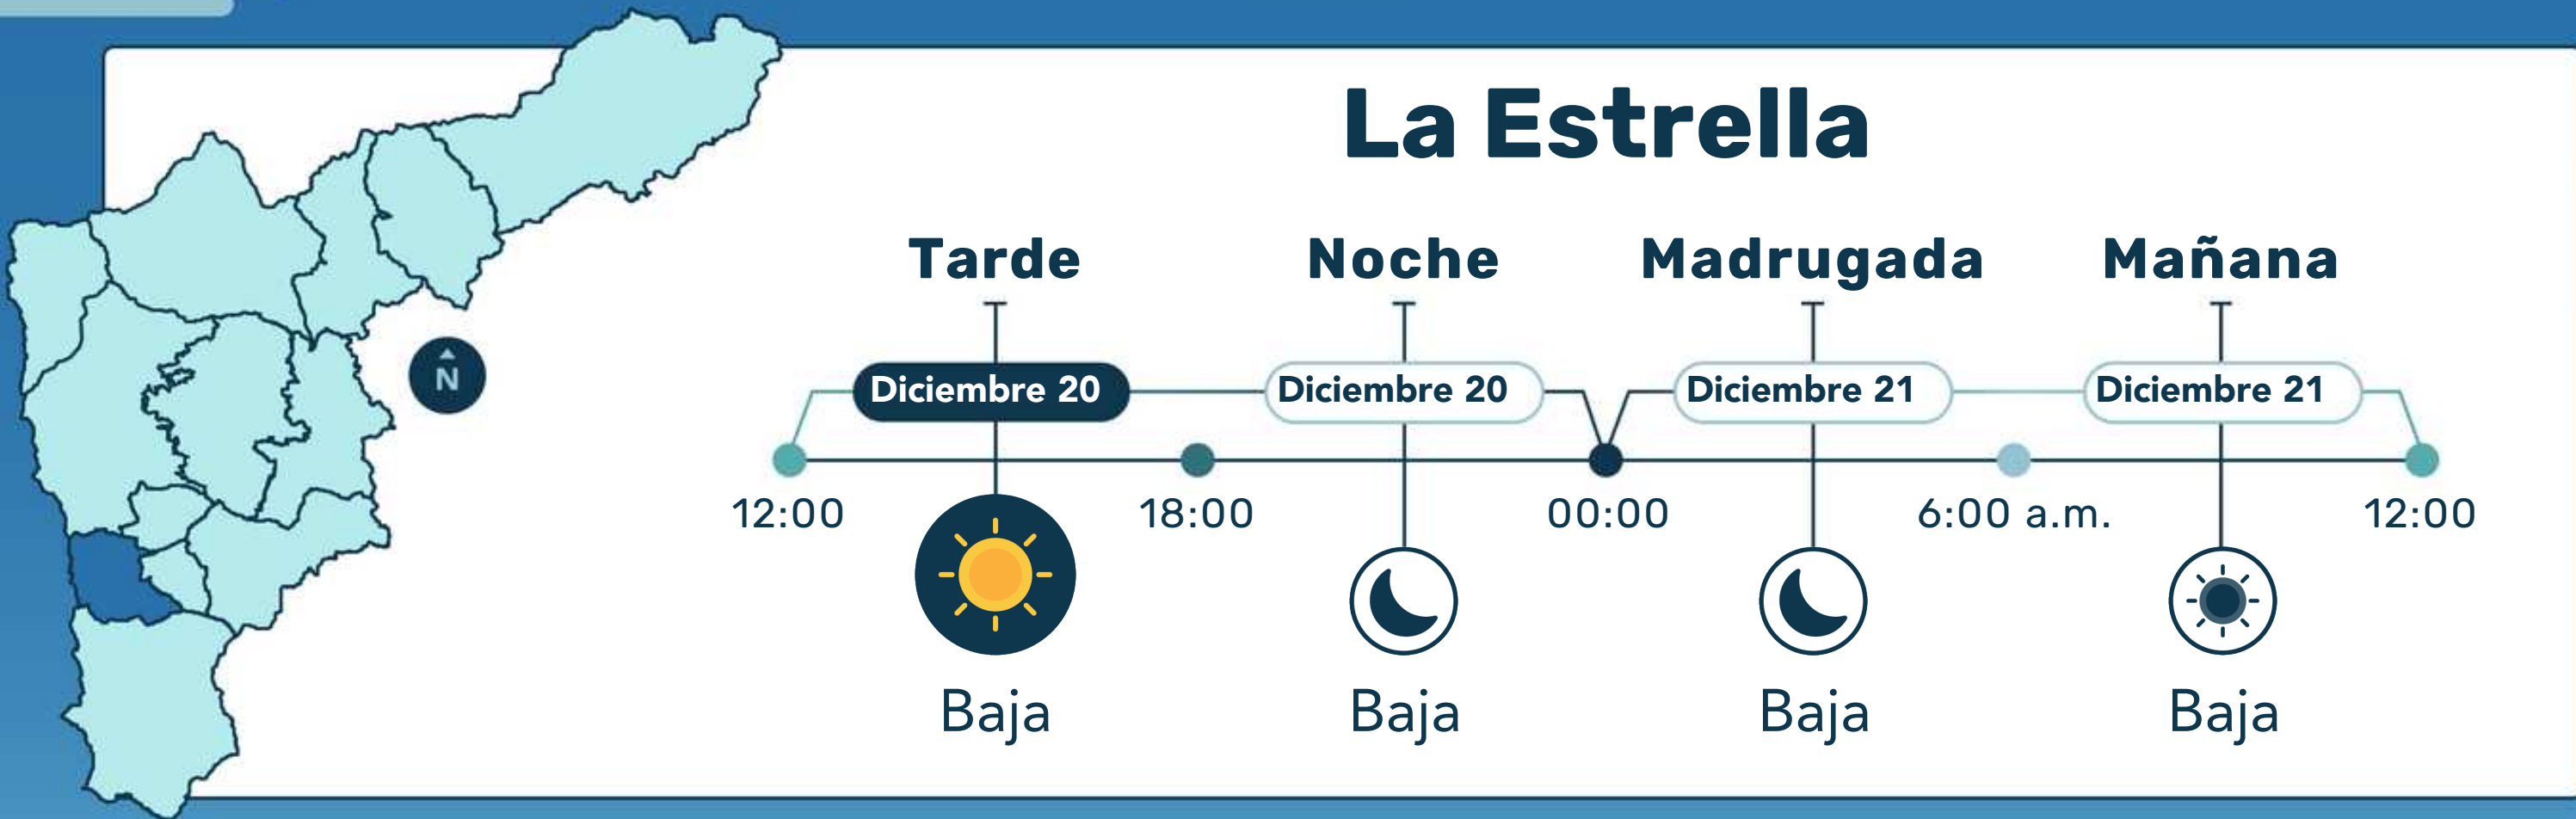 La Estrella
Tarde Noche Madrugada Mañana
N
Diciembre 20 Diciembre 20 Diciembre 21 Diciembre 21
12:00 18:00 00:00 6:00 a.m. 12:00
Baja Baja Baja Baja